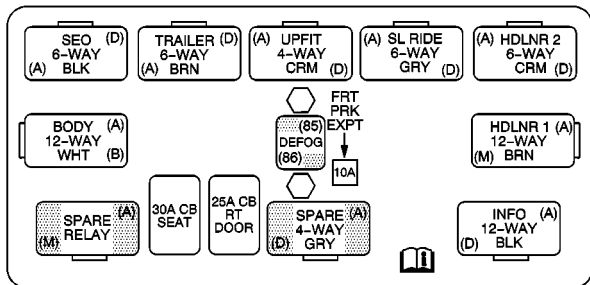 SEO (D)
6-WAY
(A) BLK
TRAILER (D)
6-WAY
(A) BRN
(A) UPFIT
4-WAY
CRM (D)
(A) SL RIDE
6-WAY
GRY (D)
(A) HDLNR 2
6-WAY
CRM (D)
BODY (A)
12-WAY
WHT (B)
(85)
DEFOG
(86)
FRT
PRK
EXPT
10A
HDLNR 1 (A)
12-WAY
(M) BRN
SPARE (A)
(M) RELAY
30A CB
SEAT
25A CB
RT
DOOR
SPARE (A)
4-WAY
(D) GRY
INFO (A)
12-WAY
(D) BLK
i